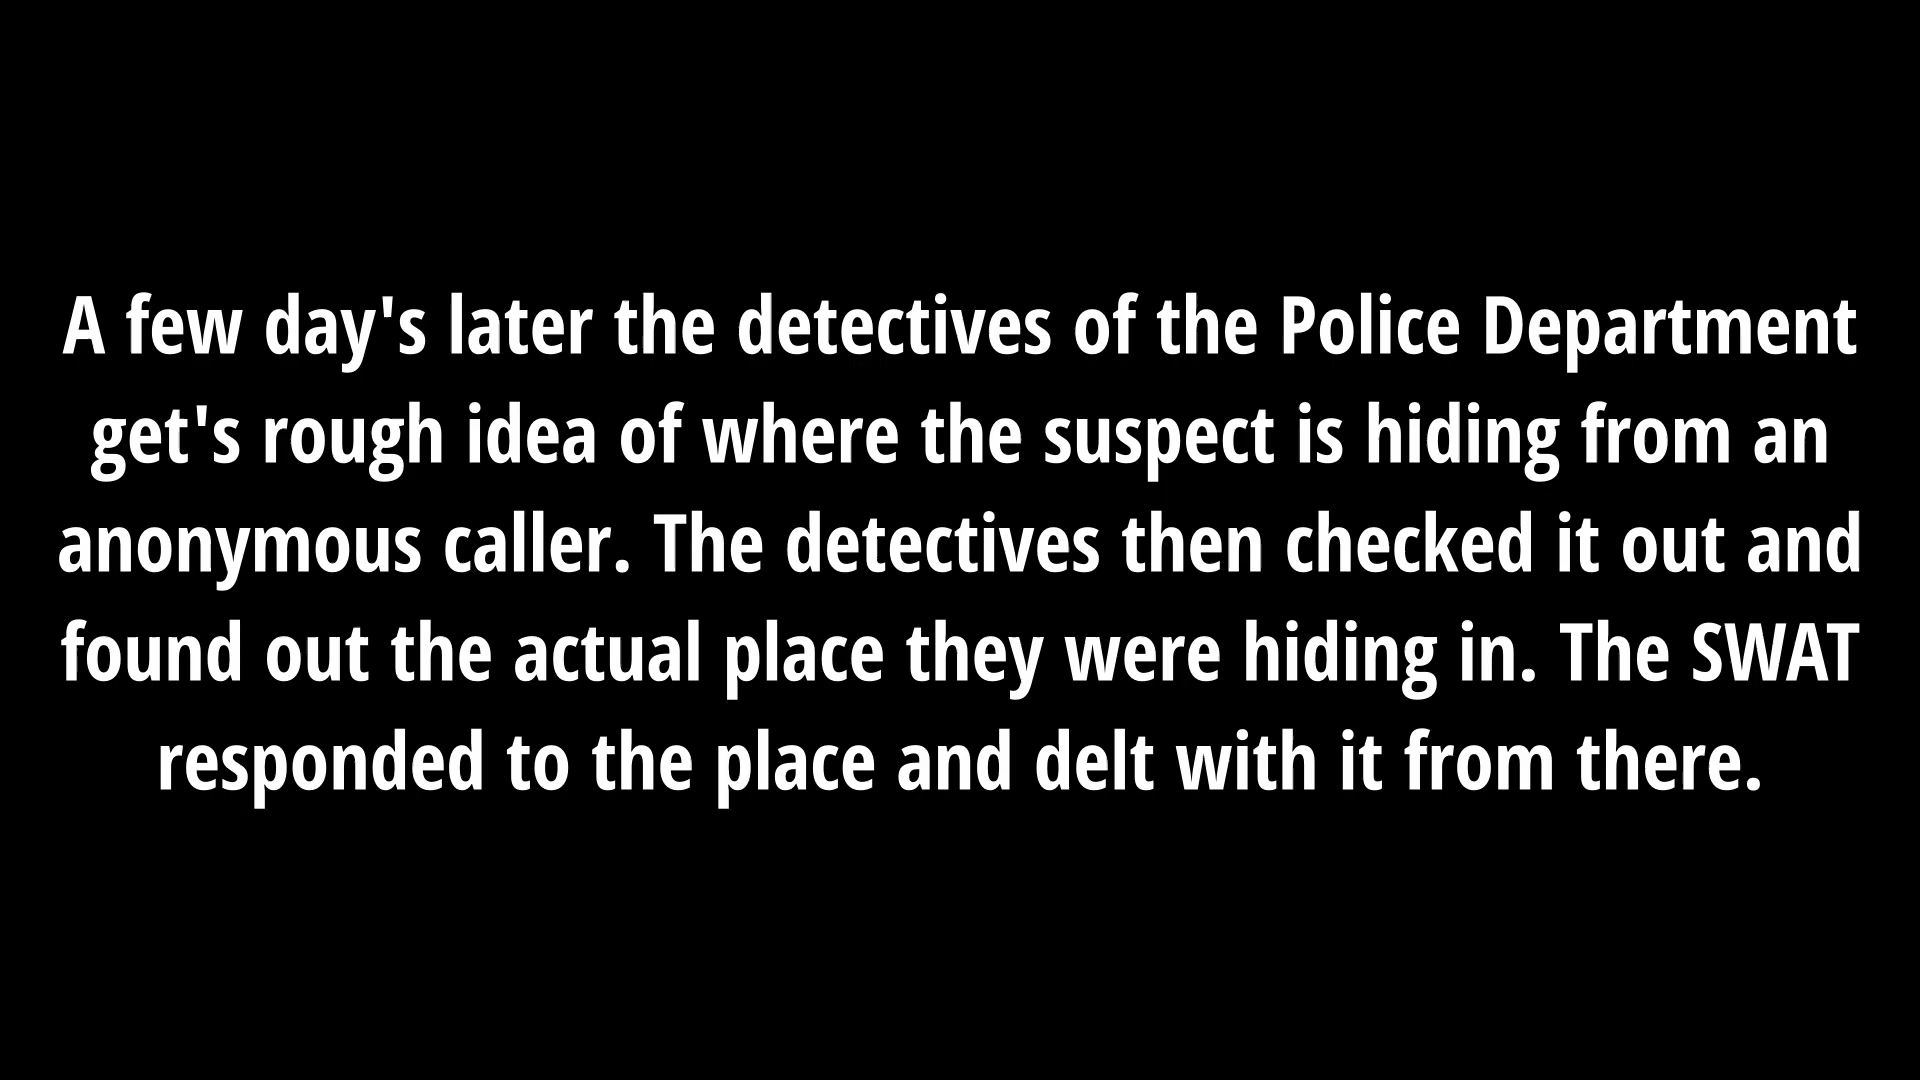 A few day's later the detectives of the Police Department
get's rough idea of where the suspect is hiding from an
anonymous caller. The detectives then checked it out and
found out the actual place they were hiding in. The SWAT
responded to the place and delt with it from there.